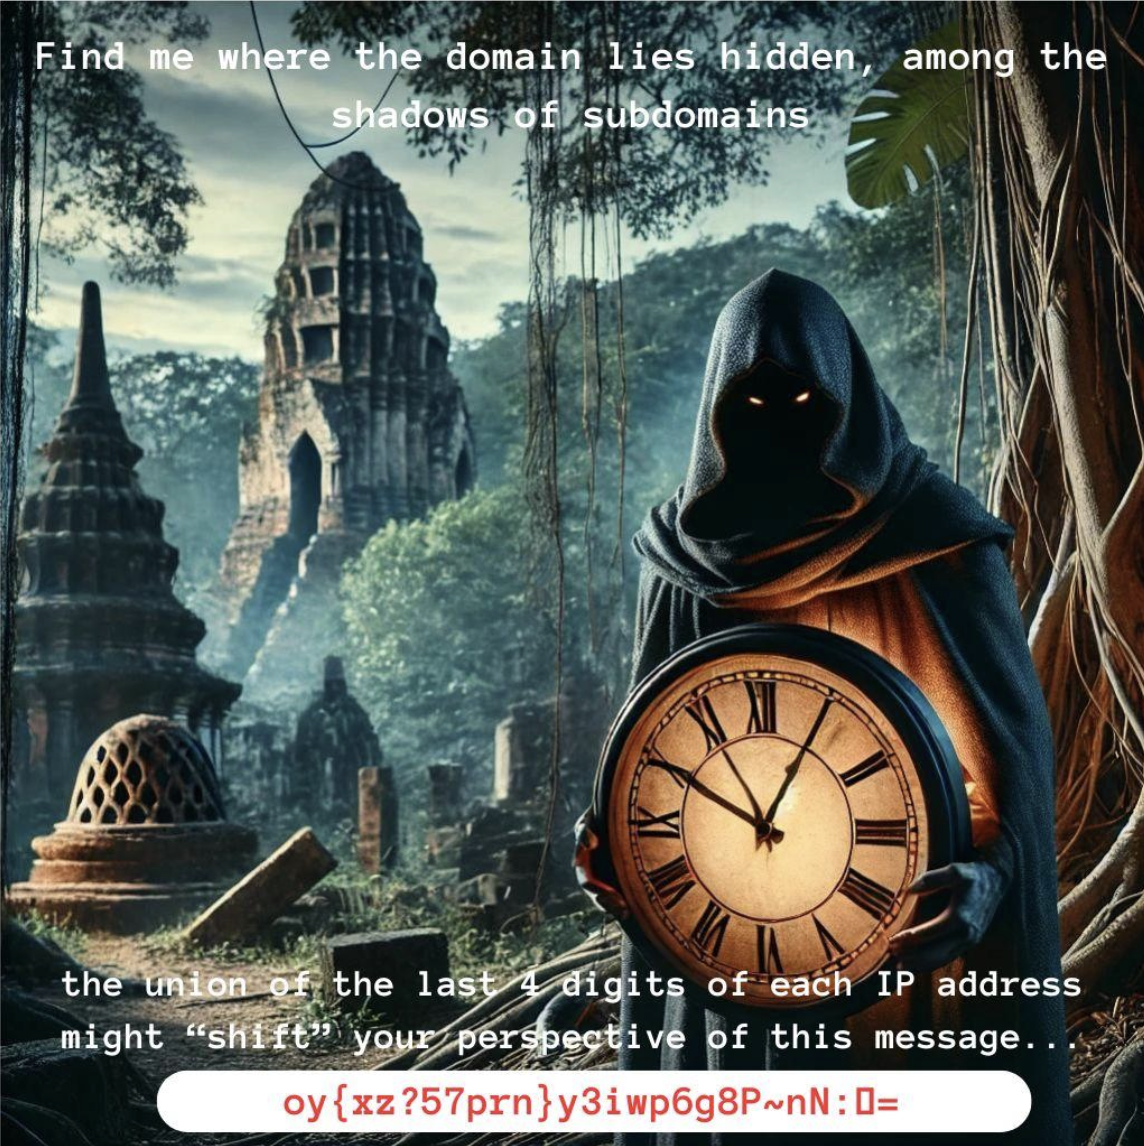 Find me where the domain lies hidden, among the
shadows of subdomains
XII
the union of the last 4 digits of each IP address
might “shift” your perspective of this message...
oy{xz?57prn}y3iwp6g8P~nN:▯=